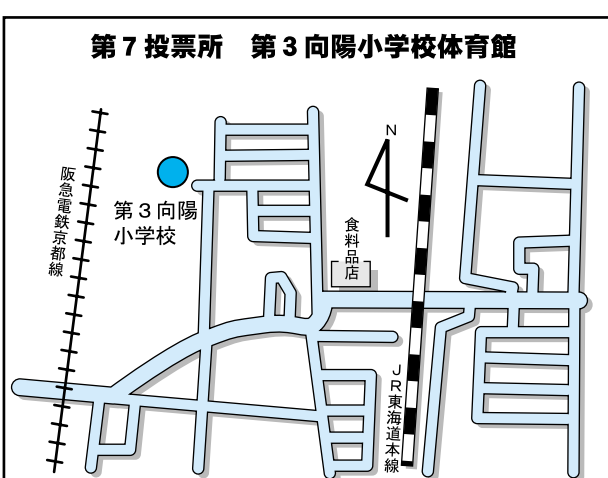 第7投票所　第3向陽小学校体育館
N
阪急電鉄京都線
第3向陽
小学校
食料品店
JR東海道本線